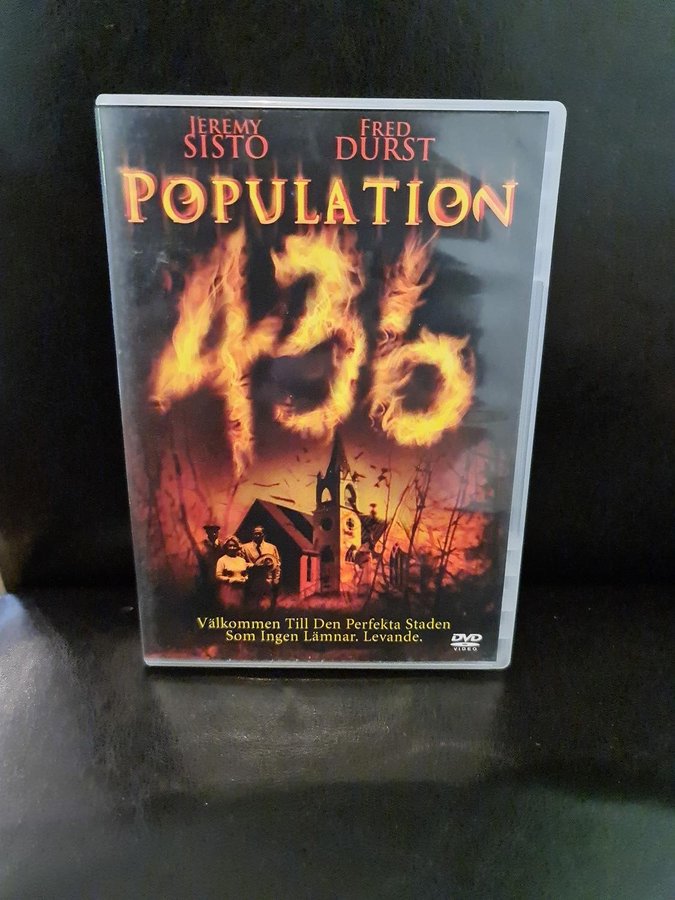 JEREMY SISTO
FRED DURST
POPULATION
436
Välkommen Till Den Perfekta Staden
Som Ingen Lämnar. Levande.
DVD
VIDEO